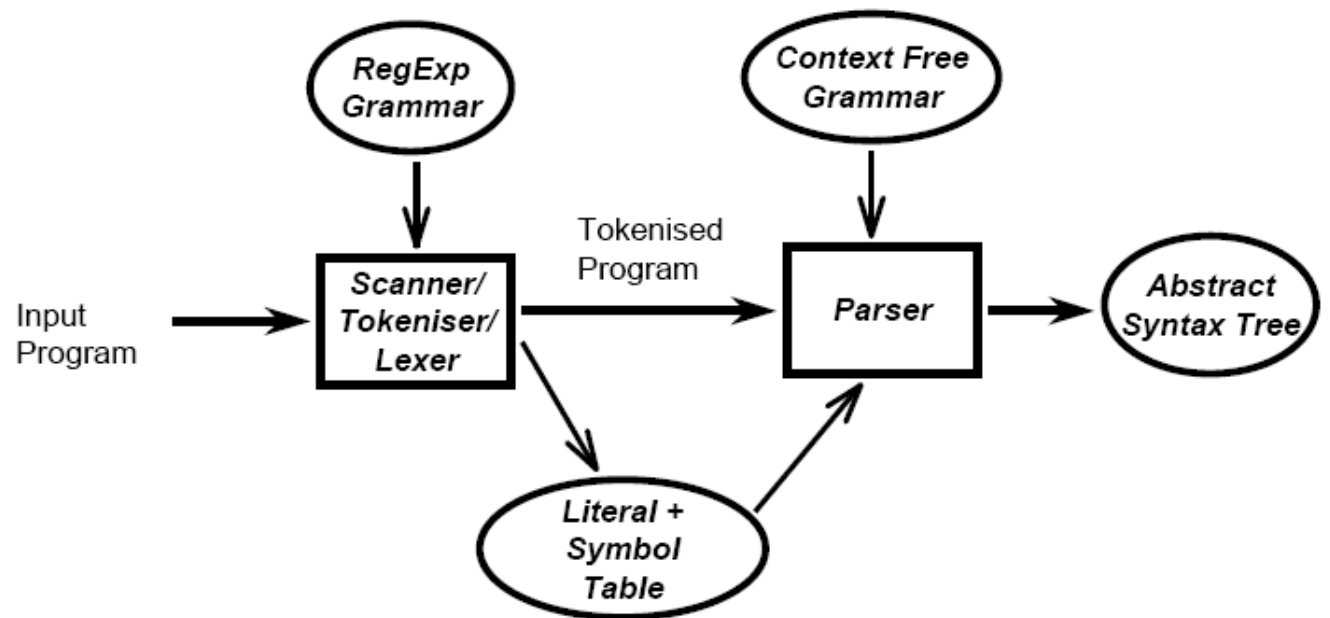 RegExp
Grammar
Context Free
Grammar
Tokenised
Program
Input
Program
Scanner/
Tokeniser/
Lexer
Parser
Abstract
Syntax Tree
Literal +
Symbol
Table